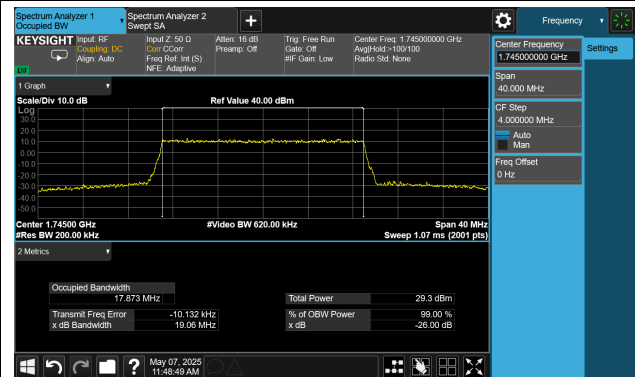 Spectrum Analyzer 1
Occupied BW
Spectrum Analyzer 2
Swept SA
Frequency
KEYSIGHT
Input: RF
Coupling: DC
Align: Auto
Input Z: 50 Ω
Corr CCorr
Freq Ref: Int (S)
NFE: Adaptive
Atten: 16 dB
Preamp: Off
Trig: Free Run
Gate: Off
#IF Gain: Low
Center Freq: 1.745000000 GHz
Avg|Hold:>100/100
Radio Std: None
Center Frequency
1.745000000 GHz
Settings
Span
40.000 MHz
CF Step
4.000000 MHz
Auto
Man
Freq Offset
0 Hz
1 Graph
Scale/Div 10.0 dB
Ref Value 40.00 dBm
Log
30.0
20.0
10.0
0.00
-10.0
-20.0
-30.0
-40.0
-50.0
Center 1.74500 GHz
#Video BW 620.00 kHz
Span 40 MHz
#Res BW 200.00 kHz
Sweep 1.07 ms (2001 pts)
2 Metrics
Occupied Bandwidth
17.873 MHz
Total Power 29.3 dBm
Transmit Freq Error -10.132 kHz
% of OBW Power 99.00 %
x dB Bandwidth 19.06 MHz
x dB -26.00 dB
?
May 07, 2025
11:48:49 AM